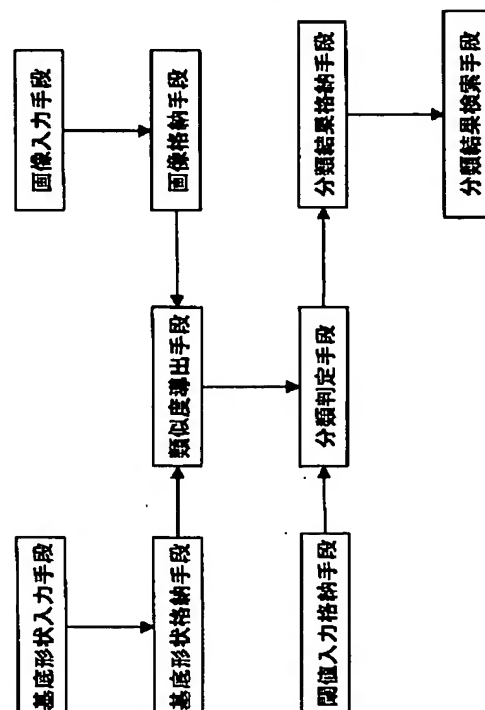 画像入力手段
画像格納手段
分類結果格納手段
分類結果検索手段
類似度導出手段
分類判定手段
基底形状入力手段
基底形状格納手段
閾値入力格納手段